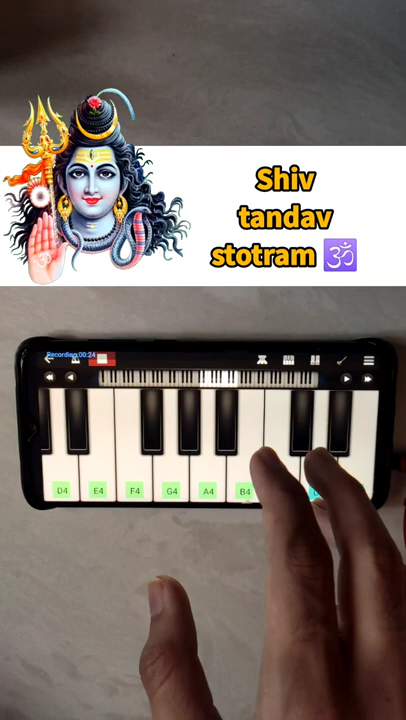 Shiv
tandav
stotram 🕉
Recording:00:24
D4 E4 F4 G4 A4 B4